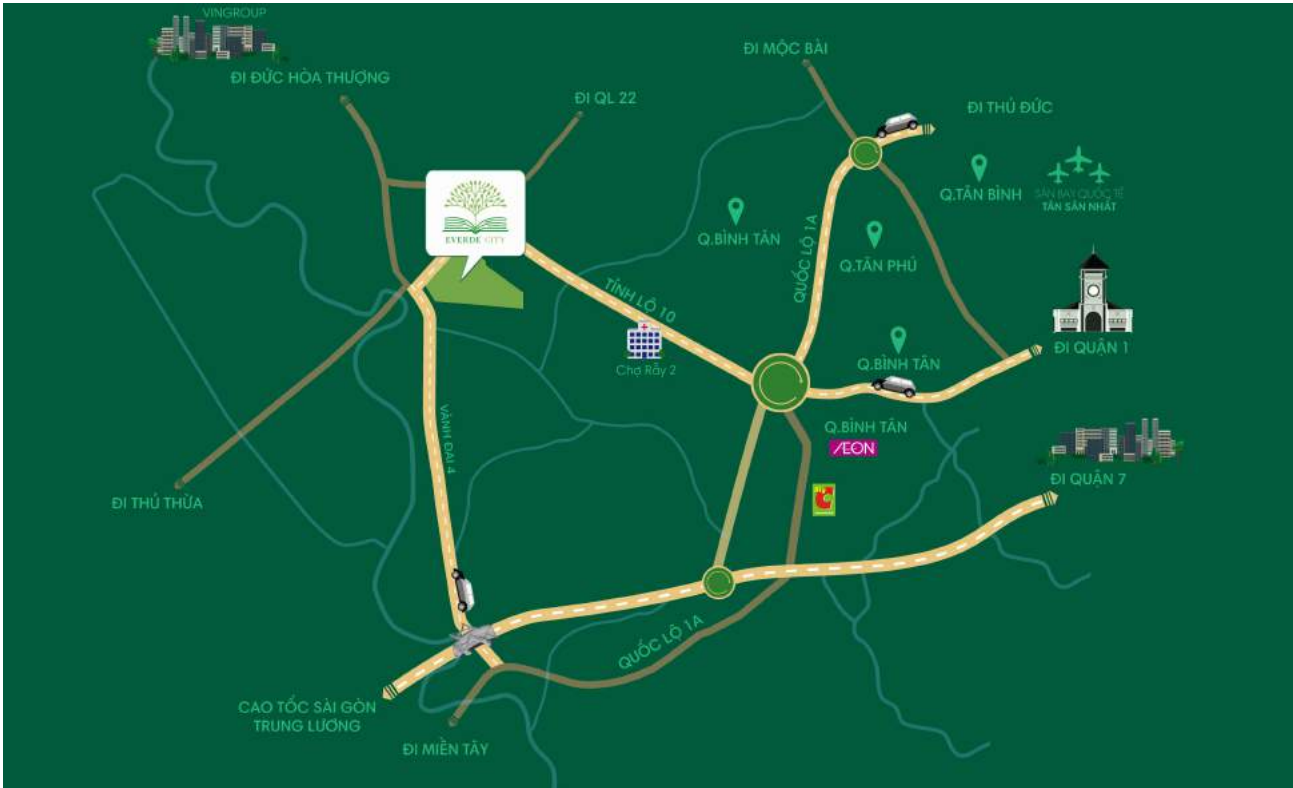 VINGROUP
ĐI ĐỨC HÒA THƯỢNG
ĐI QL 22
ĐI MỘC BÀI
ĐI THỦ ĐỨC
Q.TÂN BÌNH
SÂN BAY QUỐC TẾ
TÂN SÂN NHẤT
Q.BÌNH TÂN
QUỐC LỘ 1A
Q.TÂN PHÚ
EVERDE CITY
TỈNH LỘ 10
Chợ Rẫy 2
Q.BÌNH TÂN
ĐI QUẬN 1
VÀNH ĐAI 4
Q.BÌNH TÂN
ÆON
Big
C
ĐI QUẬN 7
ĐI THỦ THỪA
QUỐC LỘ 1A
CAO TỐC SÀI GÒN
TRUNG LƯƠNG
ĐI MIỀN TÂY